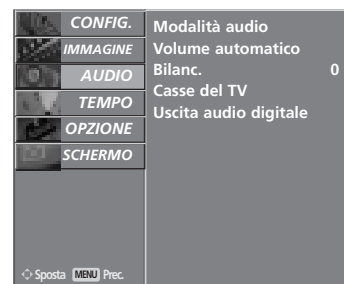 CONFIG.
IMMAGINE
AUDIO
TEMPO
OPZIONE
SCHERMO
Modalità audio
Volume automatico
Bilanc. 0
Casse del TV
Uscita audio digitale
Sposta MENU Prec.